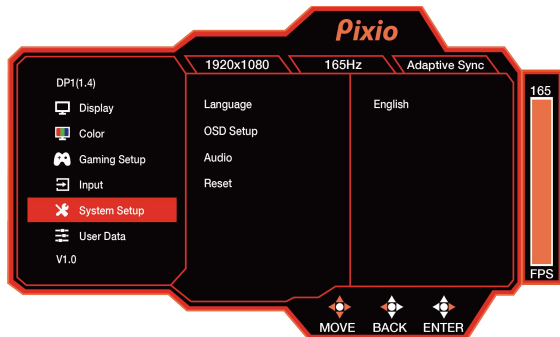 Pixio
1920x1080 165Hz Adaptive Sync
165
DP1(1.4)
Display
Color
Gaming Setup
Input
System Setup
User Data
V1.0
Language English
OSD Setup
Audio
Reset
FPS
MOVE BACK ENTER